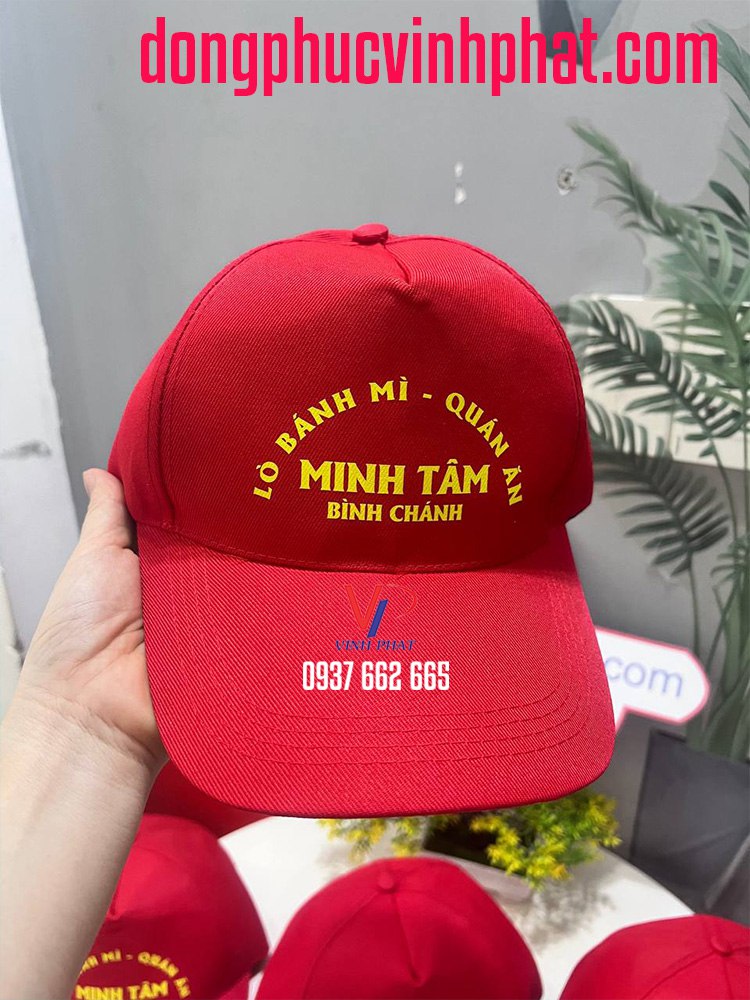 dongphucvinhphat.com
LÒ BÁNH MÌ - QUÁN ĂN
MINH TÂM
BÌNH CHÁNH
VP
VINH PHAT
0937 662 665
.com
ÁNH MÌ - QUÁN ĂN
MINH TÂM